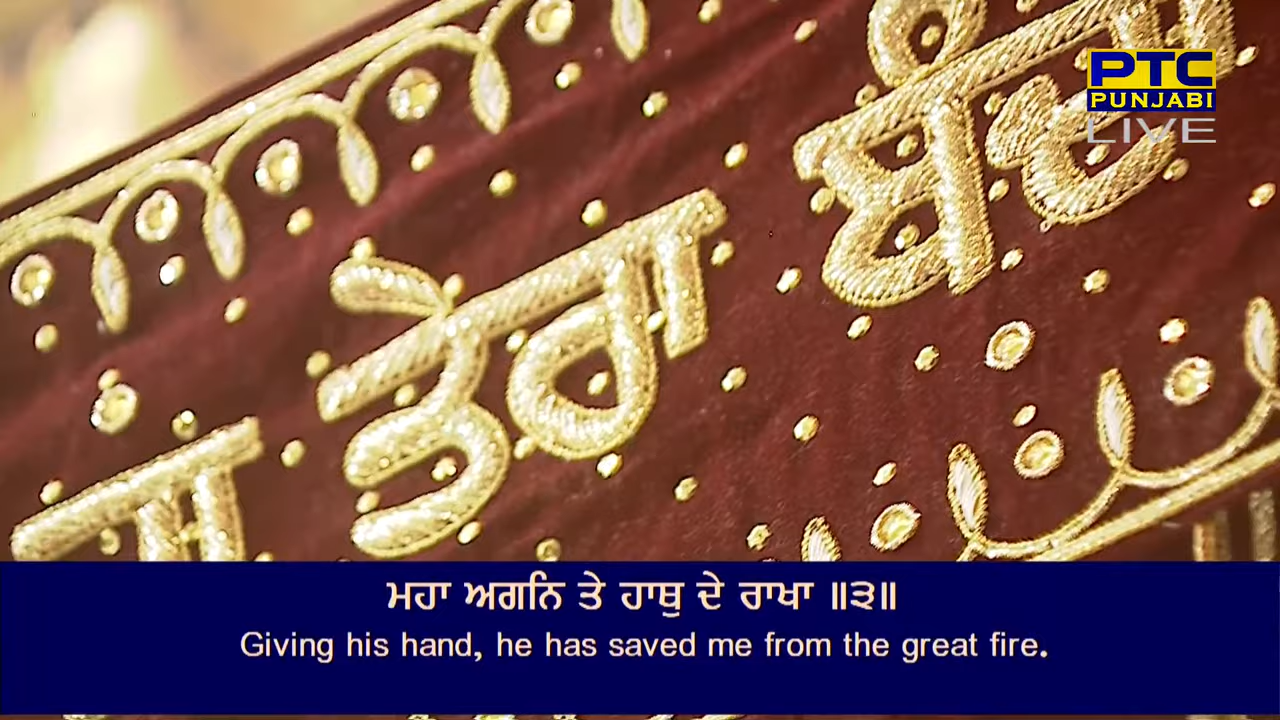 PTC
PUNJABI
LIVE
ਤੇਰਾ
ਮਹਾ ਅਗਨਿ ਤੇ ਹਾਥੁ ਦੇ ਰਾਖਾ ॥੩॥
Giving his hand, he has saved me from the great fire.